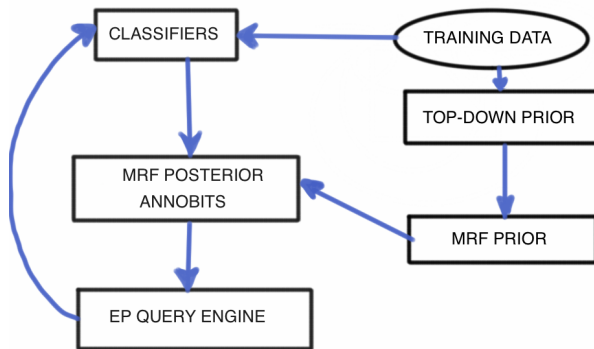 CLASSIFIERS
TRAINING DATA
TOP-DOWN PRIOR
MRF POSTERIOR
ANNOBITS
MRF PRIOR
EP QUERY ENGINE